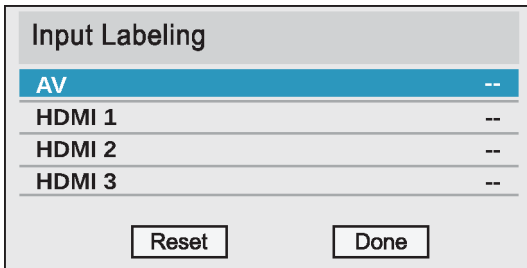 Input Labeling
AV --
HDMI 1 --
HDMI 2 --
HDMI 3 --
Reset Done